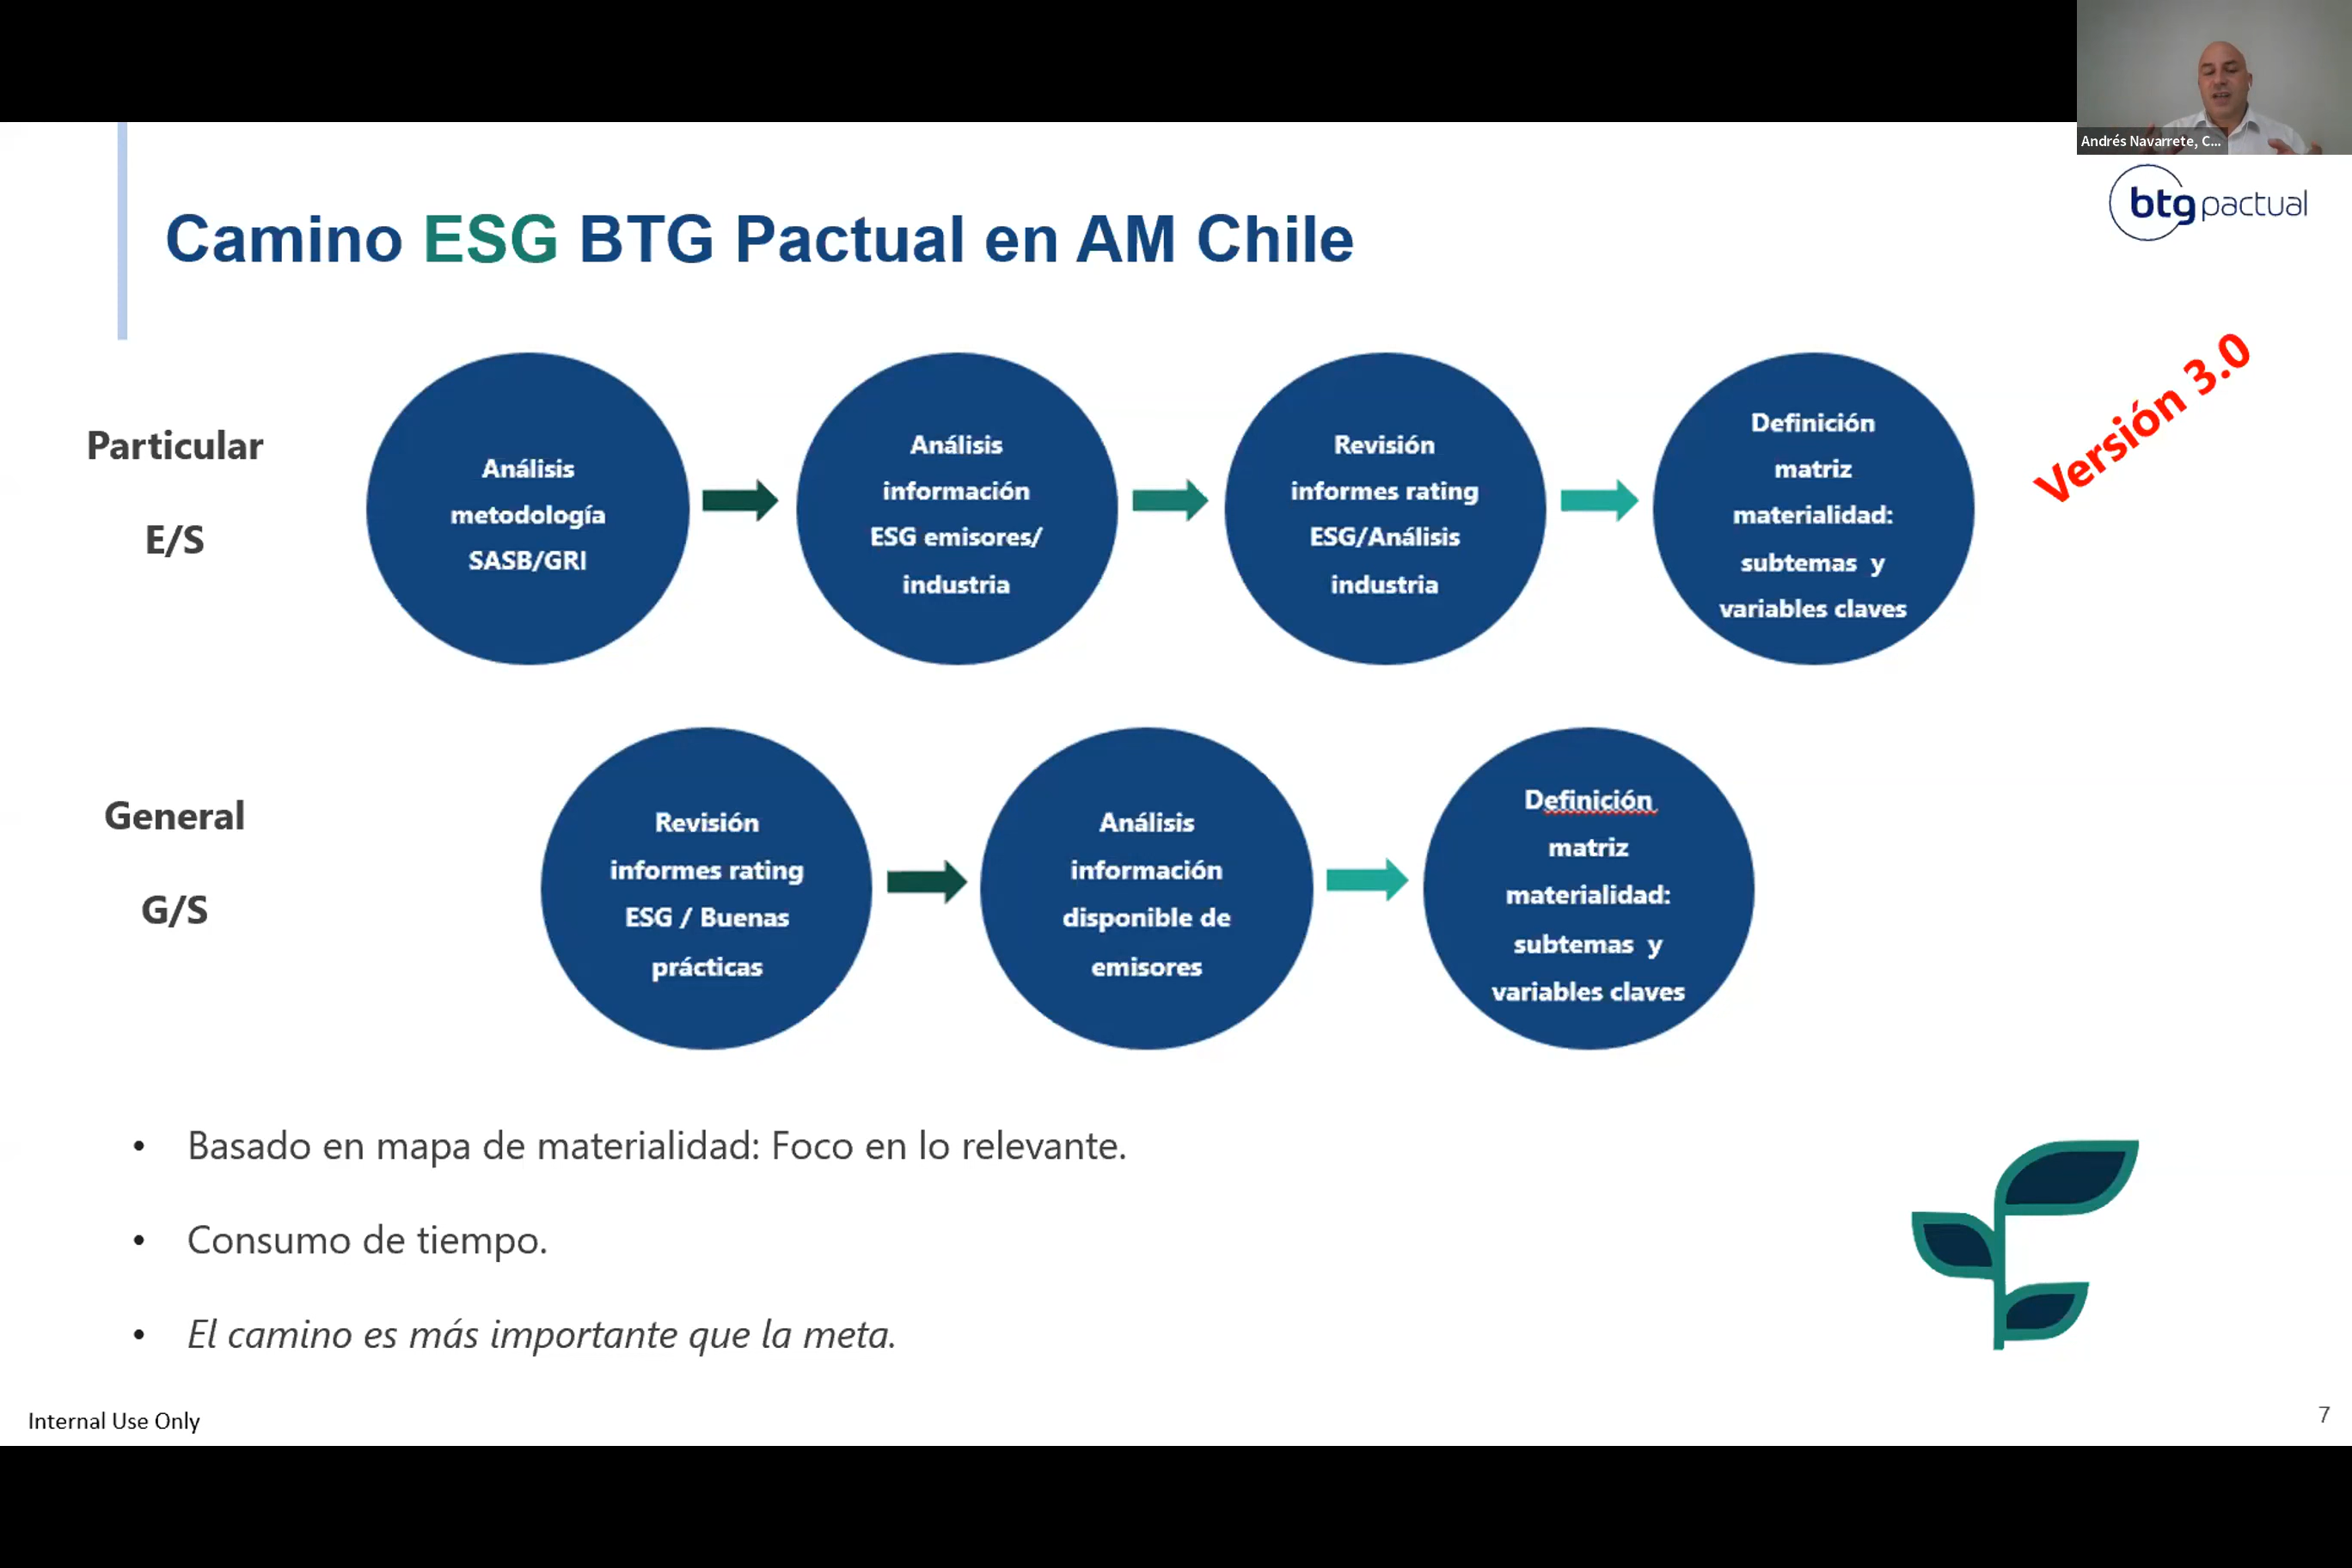 Andrés Navarrete, C...
btg pactual
Camino ESG BTG Pactual en AM Chile
Versión 3.0
Particular
E/S
Análisis
metodología
SASB/GRI
Análisis
información
ESG emisores/
industria
Revisión
informes rating
ESG/Análisis
industria
Definición
matriz
materialidad:
subtemas y
variables claves
General
G/S
Revisión
informes rating
ESG / Buenas
prácticas
Análisis
información
disponible de
emisores
Definición
matriz
materialidad:
subtemas y
variables claves
• Basado en mapa de materialidad: Foco en lo relevante.
• Consumo de tiempo.
• El camino es más importante que la meta.
Internal Use Only
7